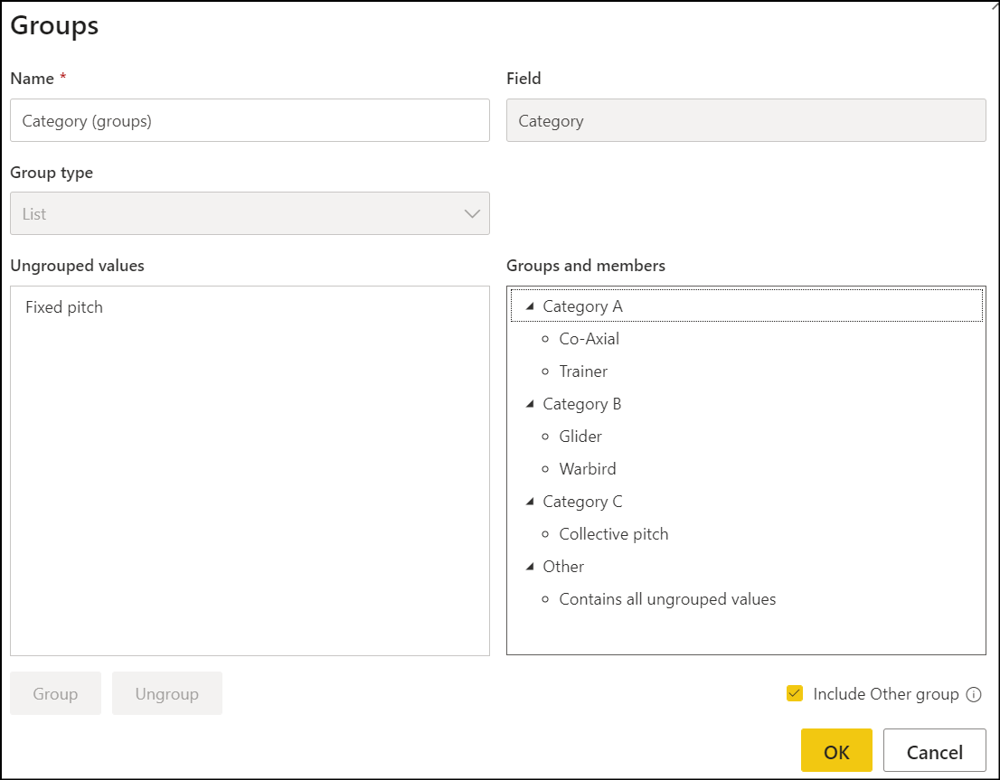 Groups
Name *
Field
Category (groups)
Category
Group type
List
Ungrouped values
Groups and members
Fixed pitch
Category A
Co-Axial
Trainer
Category B
Glider
Warbird
Category C
Collective pitch
Other
Contains all ungrouped values
Group
Ungroup
Include Other group
OK
Cancel